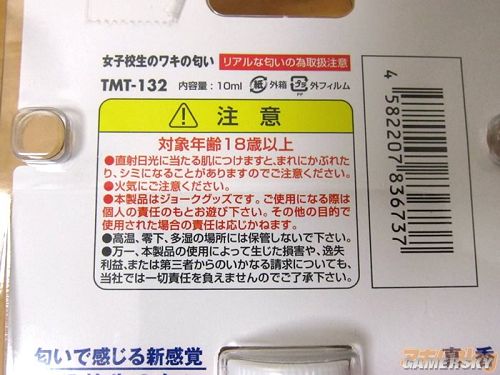 女子校生のワキの匂い リアルな匂いの為取扱注意
TMT-132 内容量:10ml 紙 外箱 プラ 外フィルム
注意
対象年齢18歳以上
●直射日光に当たる肌につけますと、まれにかぶれた
り、シミになることがありますのでご注意ください。
●火気にご注意ください。
●本製品はジョークグッズです。ご使用になる際は
個人の責任のもとお遊び下さい。その他の目的で
使用された場合の責任は応じかねます。
●高温、零下、多湿の場所には保管しないで下さい。
●万一、本製品の使用によって生じた損害や、逸失
利益、または第三者からのいかなる請求についても、
当社では一切責任を負えませんのでご了承下さい。
4582207836737
匂いで感じる新感覚
GAMERSKY